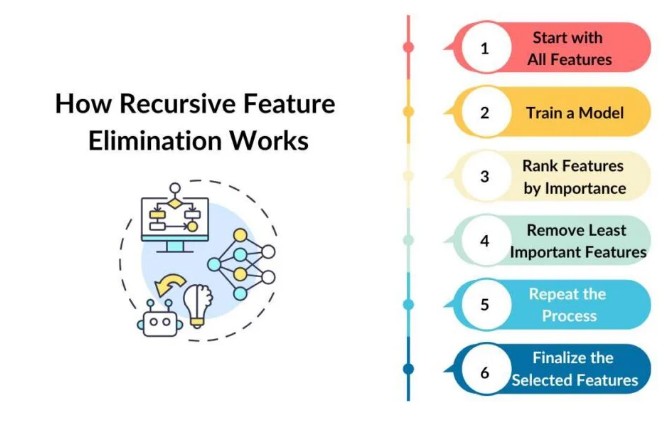 How Recursive Feature
Elimination Works
1
Start with
All Features
2
Train a Model
3
Rank Features
by Importance
4
Remove Least
Important Features
5
Repeat the
Process
6
Finalize the
Selected Features